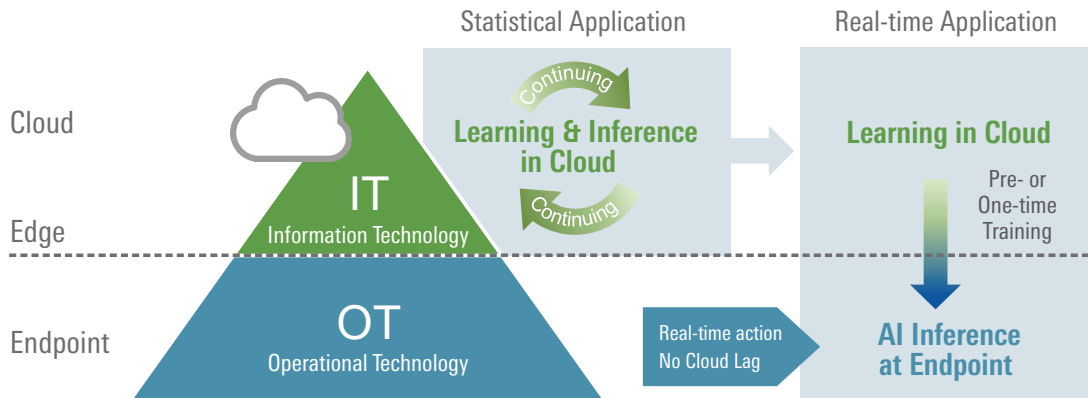 Statistical Application
Real-time Application
Cloud
Edge
Endpoint
IT
Information Technology
OT
Operational Technology
Continuing
Learning & Inference
in Cloud
Continuing
Learning in Cloud
Pre- or
One-time
Training
Real-time action
No Cloud Lag
AI Inference
at Endpoint